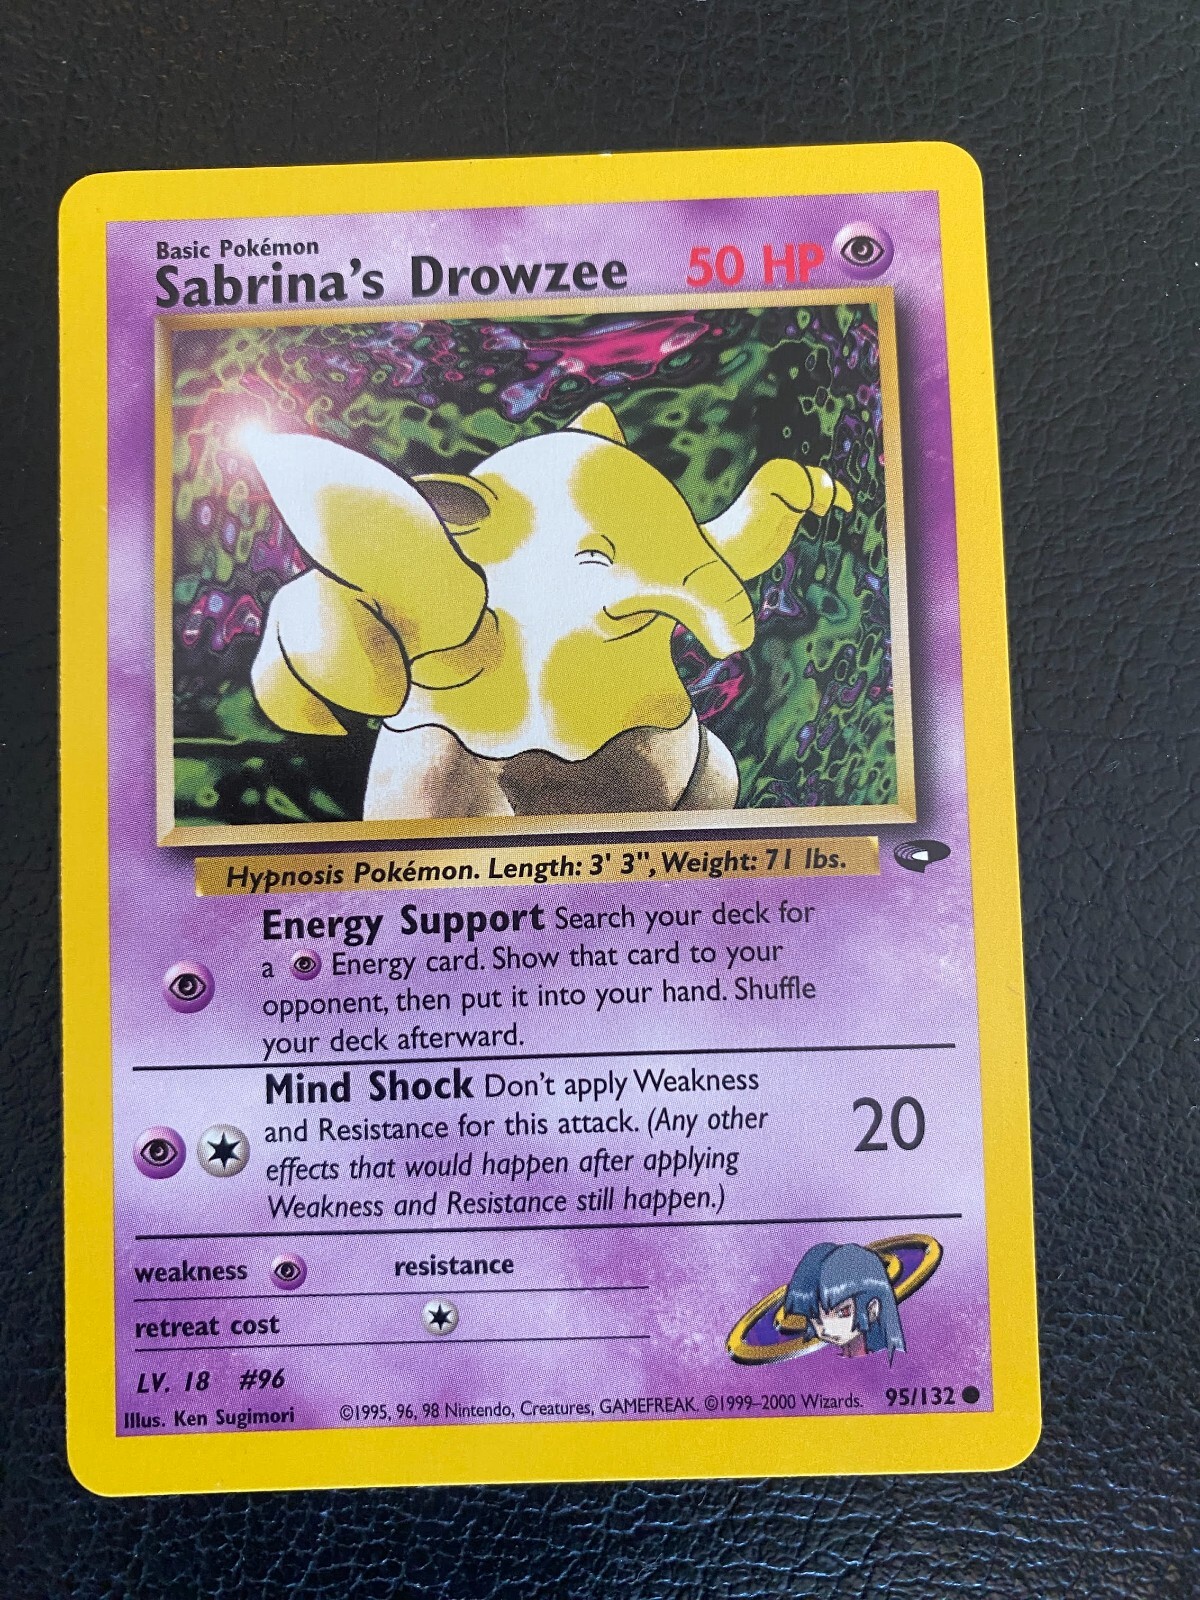 Basic Pokémon
Sabrina's Drowzee 50 HP
Hypnosis Pokémon. Length: 3' 3", Weight: 71 lbs.
Energy Support Search your deck for
a Energy card. Show that card to your
opponent, then put it into your hand. Shuffle
your deck afterward.
Mind Shock Don't apply Weakness
and Resistance for this attack. (Any other
effects that would happen after applying
Weakness and Resistance still happen.)
20
weakness resistance
retreat cost
LV. 18 #96
Illus. Ken Sugimori ©1995, 96, 98 Nintendo, Creatures, GAMEFREAK. ©1999–2000 Wizards. 95/132